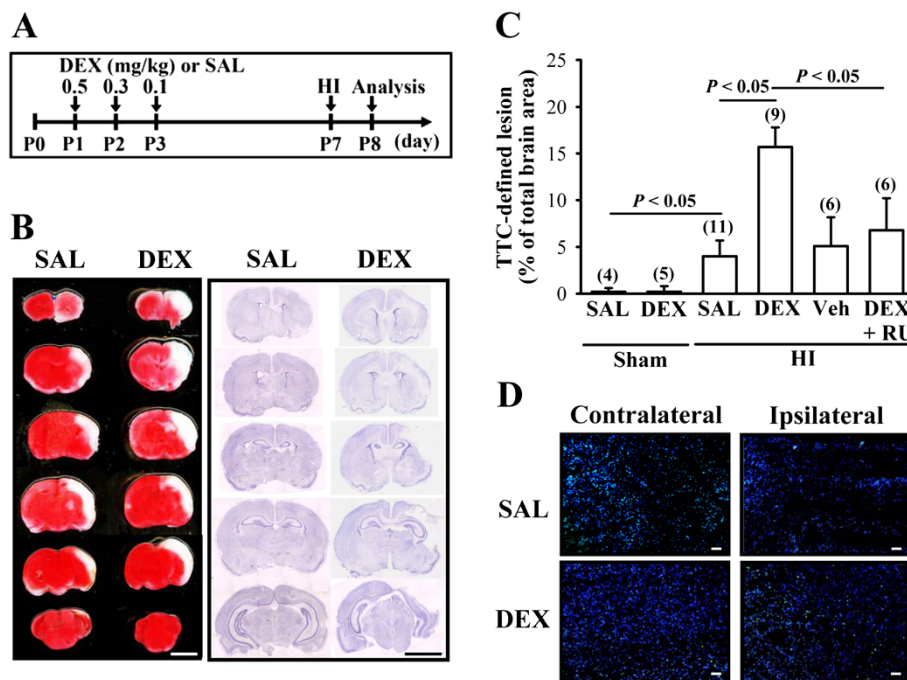 A
DEX (mg/kg) or SAL
0.5 0.3 0.1 HI Analysis
P0 P1 P2 P3 P7 P8 (day)
B
SAL DEX SAL DEX
C
TTC-defined lesion
(% of total brain area)
25
20
15
10
5
0
P < 0.05
P < 0.05
P < 0.05
(4) (5) (11) (9) (6) (6)
SAL DEX SAL DEX Veh DEX
+ RU
Sham HI
D
Contralateral Ipsilateral
SAL
DEX